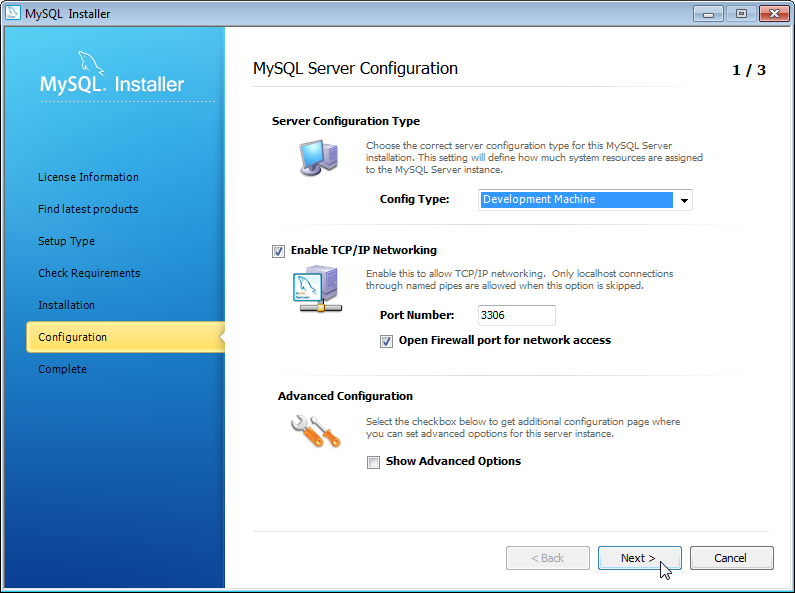 MySQL Installer
MySQL Installer
License Information
Find latest products
Setup Type
Check Requirements
Installation
Configuration
Complete
MySQL Server Configuration
1 / 3
Server Configuration Type
Choose the correct server configuration type for this MySQL Server
installation. This setting will define how much system resources are assigned
to the MySQL Server instance.
Config Type: Development Machine
Enable TCP/IP Networking
Enable this to allow TCP/IP networking. Only localhost connections
through named pipes are allowed when this option is skipped.
MySQL Server
Port Number: 3306
Open Firewall port for network access
Advanced Configuration
Select the checkbox below to get additional configuration page where
you can set advanced opotions for this server instance.
Show Advanced Options
< Back Next > Cancel